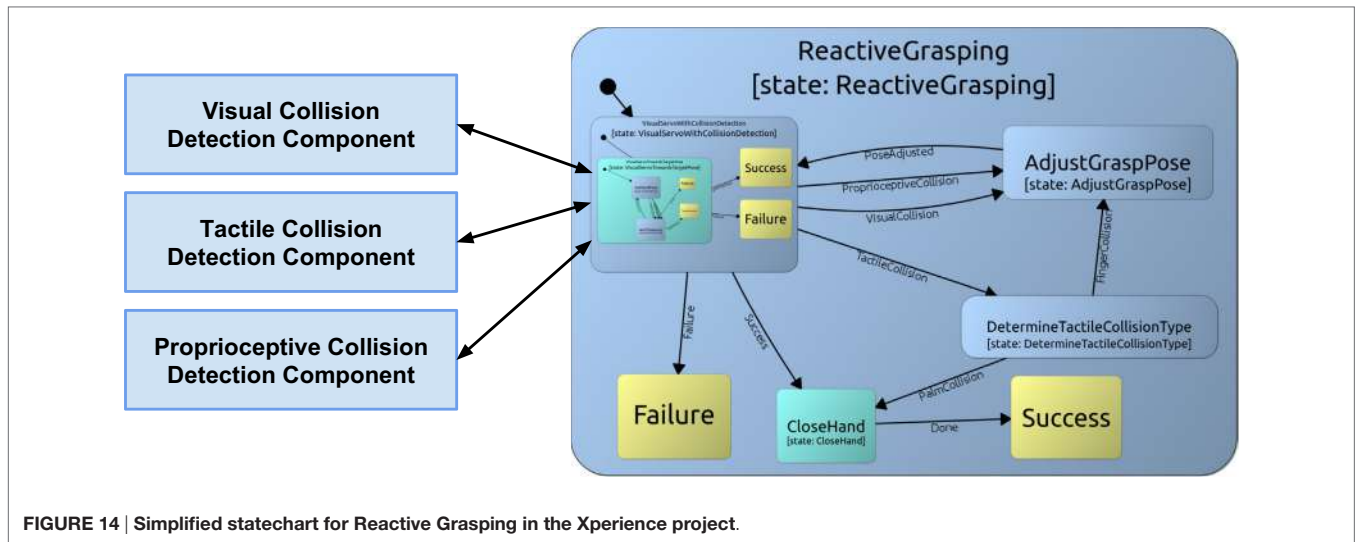 Visual Collision
Detection Component
Tactile Collision
Detection Component
Proprioceptive Collision
Detection Component
ReactiveGrasping
[state: ReactiveGrasping]
VisualServoWithCollisionDetection
[state: VisualServoWithCollisionDetection]
Success
Failure
PoseAdjusted
ProprioceptiveCollision
VisualCollision
TactileCollision
AdjustGraspPose
[state: AdjustGraspPose]
FingerCollision
DetermineTactileCollisionType
[state: DetermineTactileCollisionType]
PalmCollision
Failure
Success
Failure
CloseHand
[state: CloseHand]
Done
Success
FIGURE 14 | Simplified statechart for Reactive Grasping in the Xperience project.